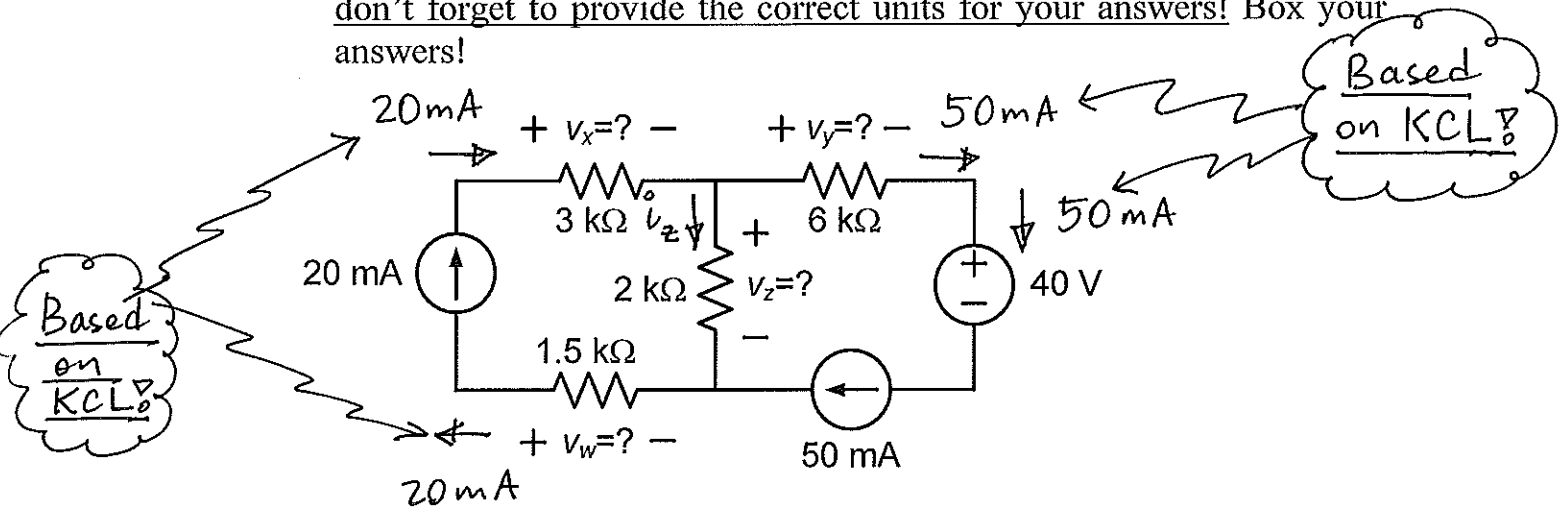 don't forget to provide the correct units for your answers! Box your
answers!
Based
on KCL!
20mA
+ vx=? −
+ vy=? −
50mA
3 kΩ
iz
+
6 kΩ
50mA
20 mA
2 kΩ
vz=?
+
−
40 V
Based
on
KCL!
1.5 kΩ
−
+ vw=? −
50 mA
20mA